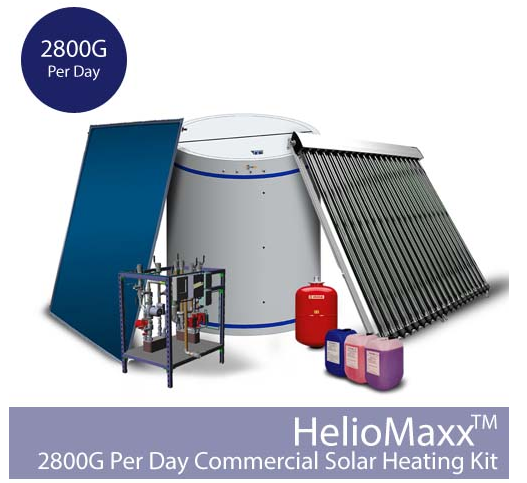 2800G
Per Day
HelioMaxx™
2800G Per Day Commercial Solar Heating Kit